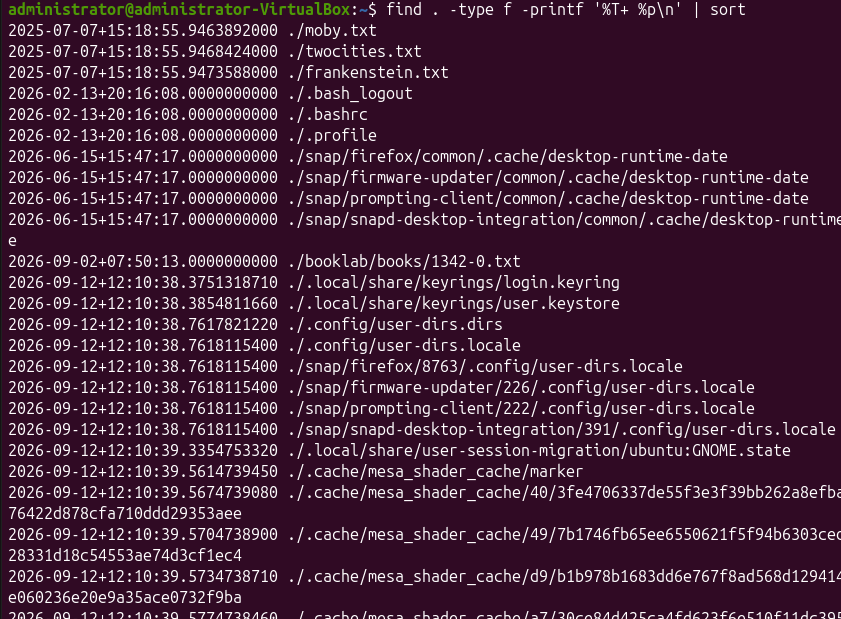 administrator@administrator-VirtualBox:~$ find . -type f -printf '%T+ %p\n' | sort
2025-07-07+15:18:55.9463892000 ./moby.txt
2025-07-07+15:18:55.9468424000 ./twocities.txt
2025-07-07+15:18:55.9473588000 ./frankenstein.txt
2026-02-13+20:16:08.0000000000 ./.bash_logout
2026-02-13+20:16:08.0000000000 ./.bashrc
2026-02-13+20:16:08.0000000000 ./.profile
2026-06-15+15:47:17.0000000000 ./snap/firefox/common/.cache/desktop-runtime-date
2026-06-15+15:47:17.0000000000 ./snap/firmware-updater/common/.cache/desktop-runtime-date
2026-06-15+15:47:17.0000000000 ./snap/prompting-client/common/.cache/desktop-runtime-date
2026-06-15+15:47:17.0000000000 ./snap/snapd-desktop-integration/common/.cache/desktop-runtime
e
2026-09-02+07:50:13.0000000000 ./booklab/books/1342-0.txt
2026-09-12+12:10:38.3751318710 ./.local/share/keyrings/login.keyring
2026-09-12+12:10:38.3854811660 ./.local/share/keyrings/user.keystore
2026-09-12+12:10:38.7617821220 ./.config/user-dirs.dirs
2026-09-12+12:10:38.7618115400 ./.config/user-dirs.locale
2026-09-12+12:10:38.7618115400 ./snap/firefox/8763/.config/user-dirs.locale
2026-09-12+12:10:38.7618115400 ./snap/firmware-updater/226/.config/user-dirs.locale
2026-09-12+12:10:38.7618115400 ./snap/prompting-client/222/.config/user-dirs.locale
2026-09-12+12:10:38.7618115400 ./snap/snapd-desktop-integration/391/.config/user-dirs.locale
2026-09-12+12:10:39.3354753320 ./.local/share/user-session-migration/ubuntu:GNOME.state
2026-09-12+12:10:39.5614739450 ./.cache/mesa_shader_cache/marker
2026-09-12+12:10:39.5674739080 ./.cache/mesa_shader_cache/40/3fe4706337de55f3e3f39bb262a8efba
76422d878cfa710ddd29353aee
2026-09-12+12:10:39.5704738900 ./.cache/mesa_shader_cache/49/7b1746fb65ee6550621f5f94b6303cec
28331d18c54553ae74d3cf1ec4
2026-09-12+12:10:39.5734738710 ./.cache/mesa_shader_cache/d9/b1b978b1683dd6e767f8ad568d129414
e060236e20e9a35ace0732f9ba
2026-09-12+12:10:39.5774738460 ./.cache/mesa_shader_cache/a7/30ce84d425ca4fd623f6e510f11dc395